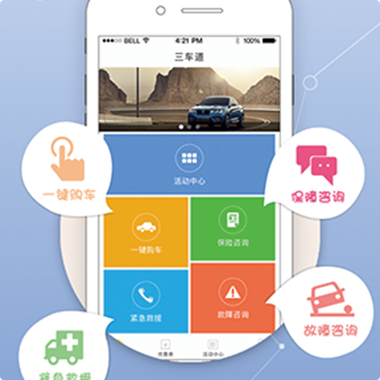 BELL 4:21 PM 100%
三车道
活动中心
一键购车
保障咨询
一键购车
保险咨询
紧急救援
故障咨询
故障咨询
紧急救援
优惠券 活动中心